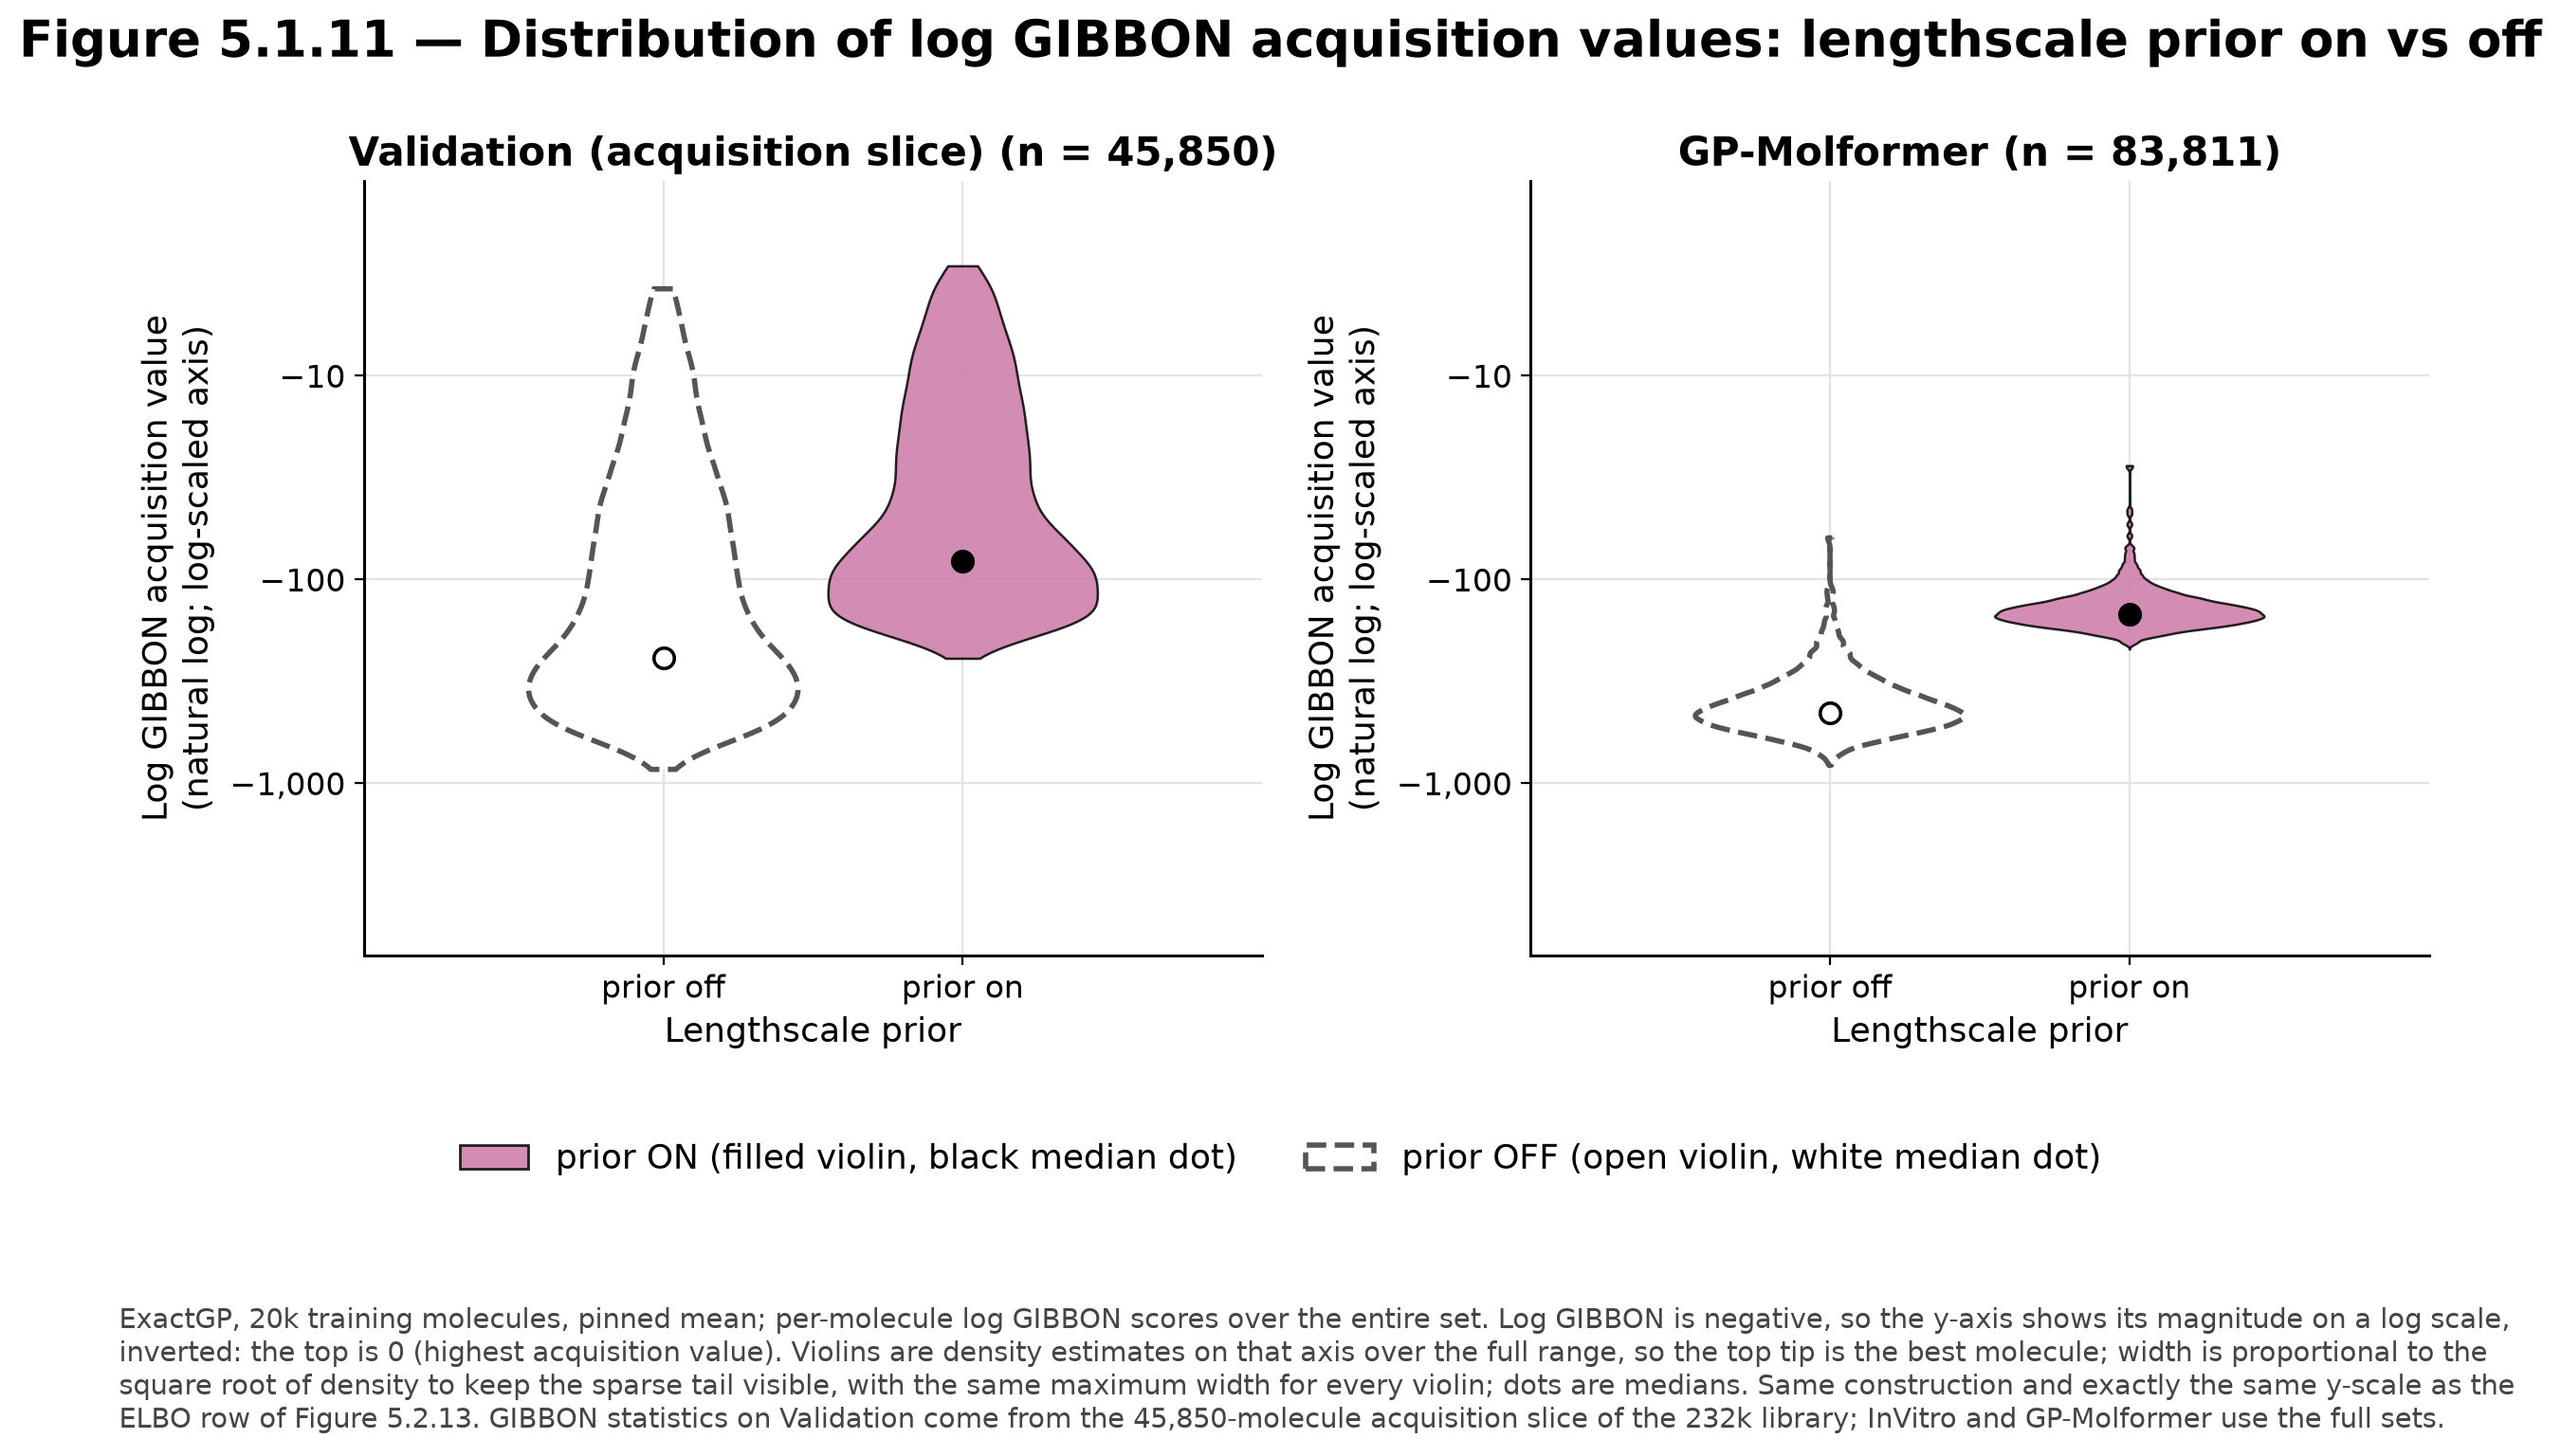 Figure 5.1.11 — Distribution of log GIBBON acquisition values: lengthscale prior on vs off
Validation (acquisition slice) (n = 45,850)
Log GIBBON acquisition value
(natural log; log-scaled axis)
−10
−100
−1,000
prior off
prior on
Lengthscale prior
GP-Molformer (n = 83,811)
Log GIBBON acquisition value
(natural log; log-scaled axis)
−10
−100
−1,000
prior off
prior on
Lengthscale prior
prior ON (filled violin, black median dot)
prior OFF (open violin, white median dot)
ExactGP, 20k training molecules, pinned mean; per-molecule log GIBBON scores over the entire set. Log GIBBON is negative, so the y-axis shows its magnitude on a log scale,
inverted: the top is 0 (highest acquisition value). Violins are density estimates on that axis over the full range, so the top tip is the best molecule; width is proportional to the
square root of density to keep the sparse tail visible, with the same maximum width for every violin; dots are medians. Same construction and exactly the same y-scale as the
ELBO row of Figure 5.2.13. GIBBON statistics on Validation come from the 45,850-molecule acquisition slice of the 232k library; InVitro and GP-Molformer use the full sets.